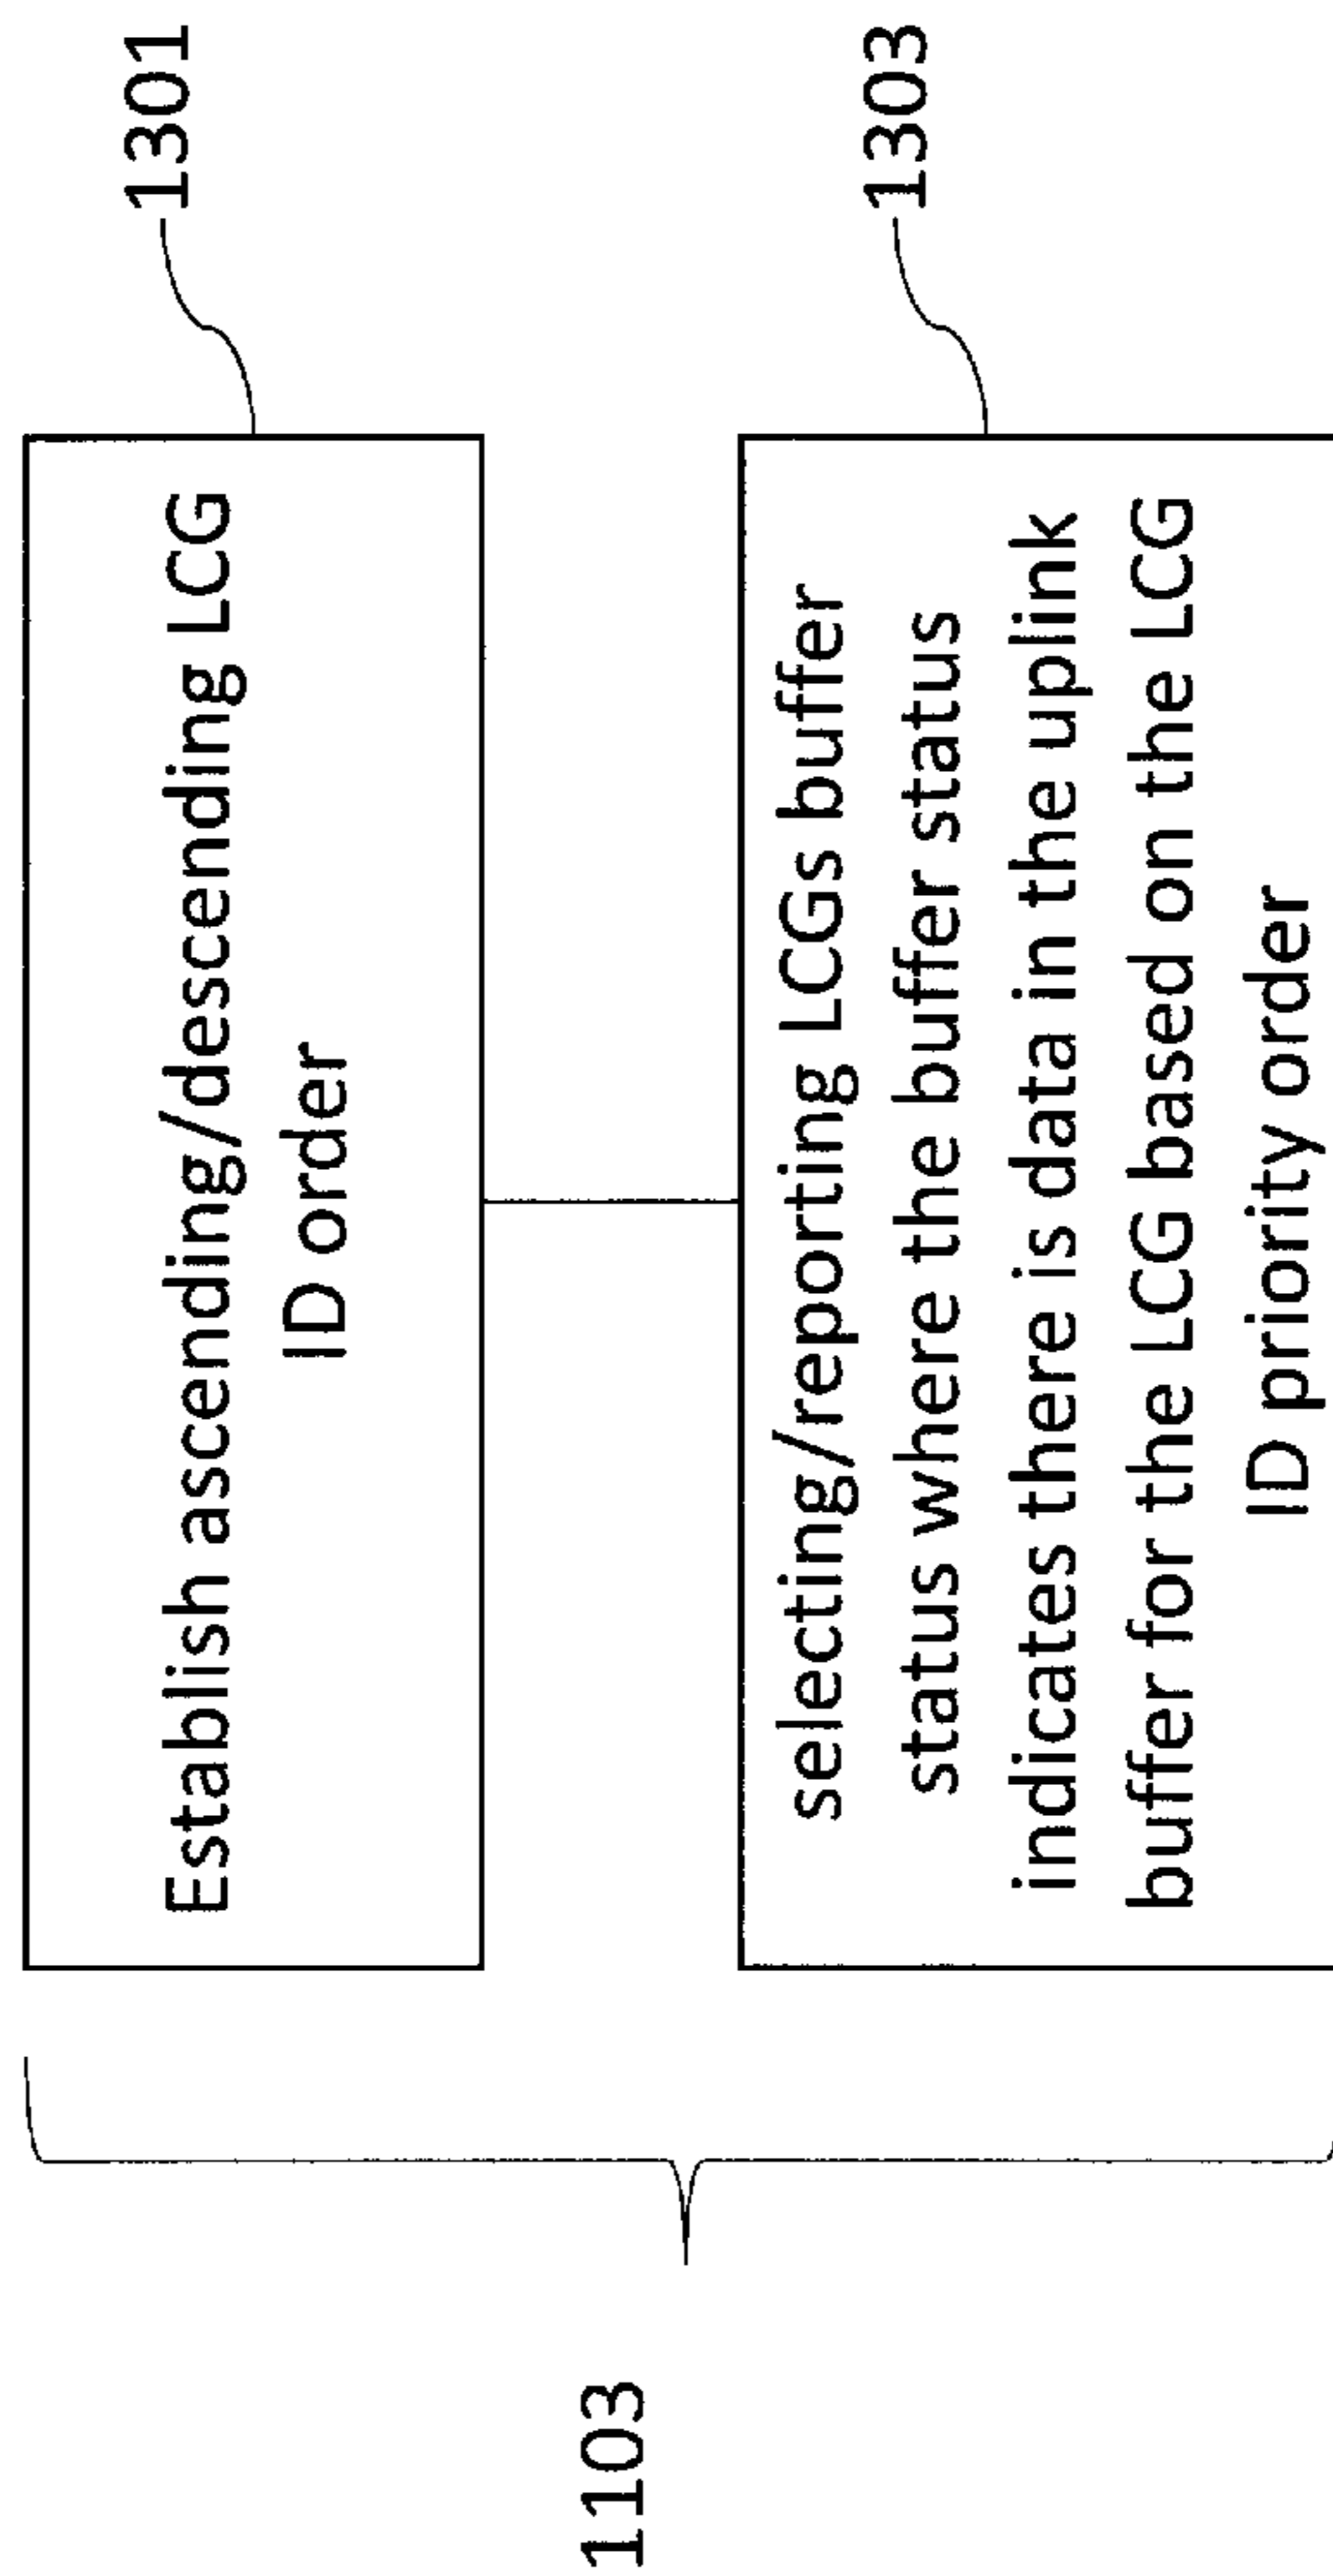 1103
Establish ascending/descending LCG
ID order
1301
selecting/reporting LCGs buffer
status where the buffer status
indicates there is data in the uplink
buffer for the LCG based on the LCG
ID priority order
1303